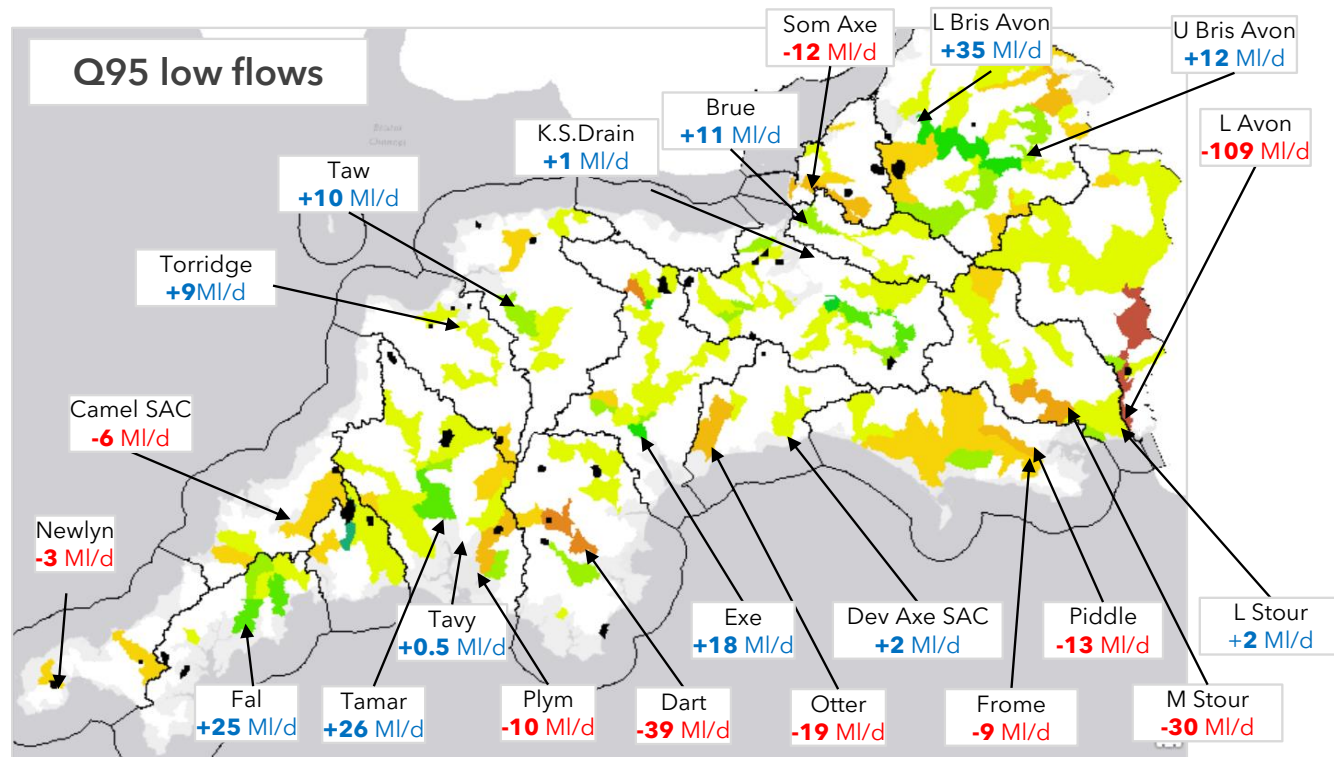 Q95 low flows
Som Axe
-12 Ml/d
L Bris Avon
+35 Ml/d
U Bris Avon
+12 Ml/d
Brue
+11 Ml/d
K.S.Drain
+1 Ml/d
L Avon
-109 Ml/d
Bristol
Channel
Taw
+10 Ml/d
Torridge
+9Ml/d
Camel SAC
-6 Ml/d
Newlyn
-3 Ml/d
Fal
+25 Ml/d
Tamar
+26 Ml/d
Tavy
+0.5 Ml/d
Plym
-10 Ml/d
Dart
-39 Ml/d
Exe
+18 Ml/d
Otter
-19 Ml/d
Dev Axe SAC
+2 Ml/d
Frome
-9 Ml/d
Piddle
-13 Ml/d
M Stour
-30 Ml/d
L Stour
+2 Ml/d